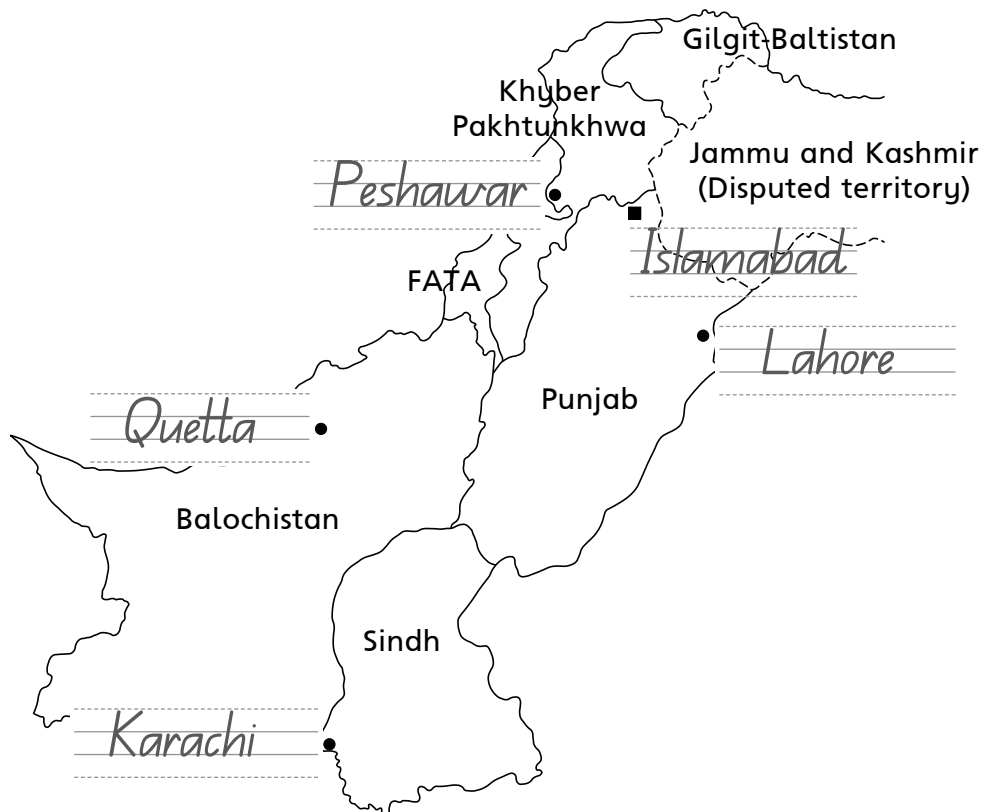 Gilgit-Baltistan
Khyber
Pakhtunkhwa
Jammu and Kashmir
(Disputed territory)
Peshawar
Islamabad
FATA
Lahore
Punjab
Quetta
Balochistan
Sindh
Karachi